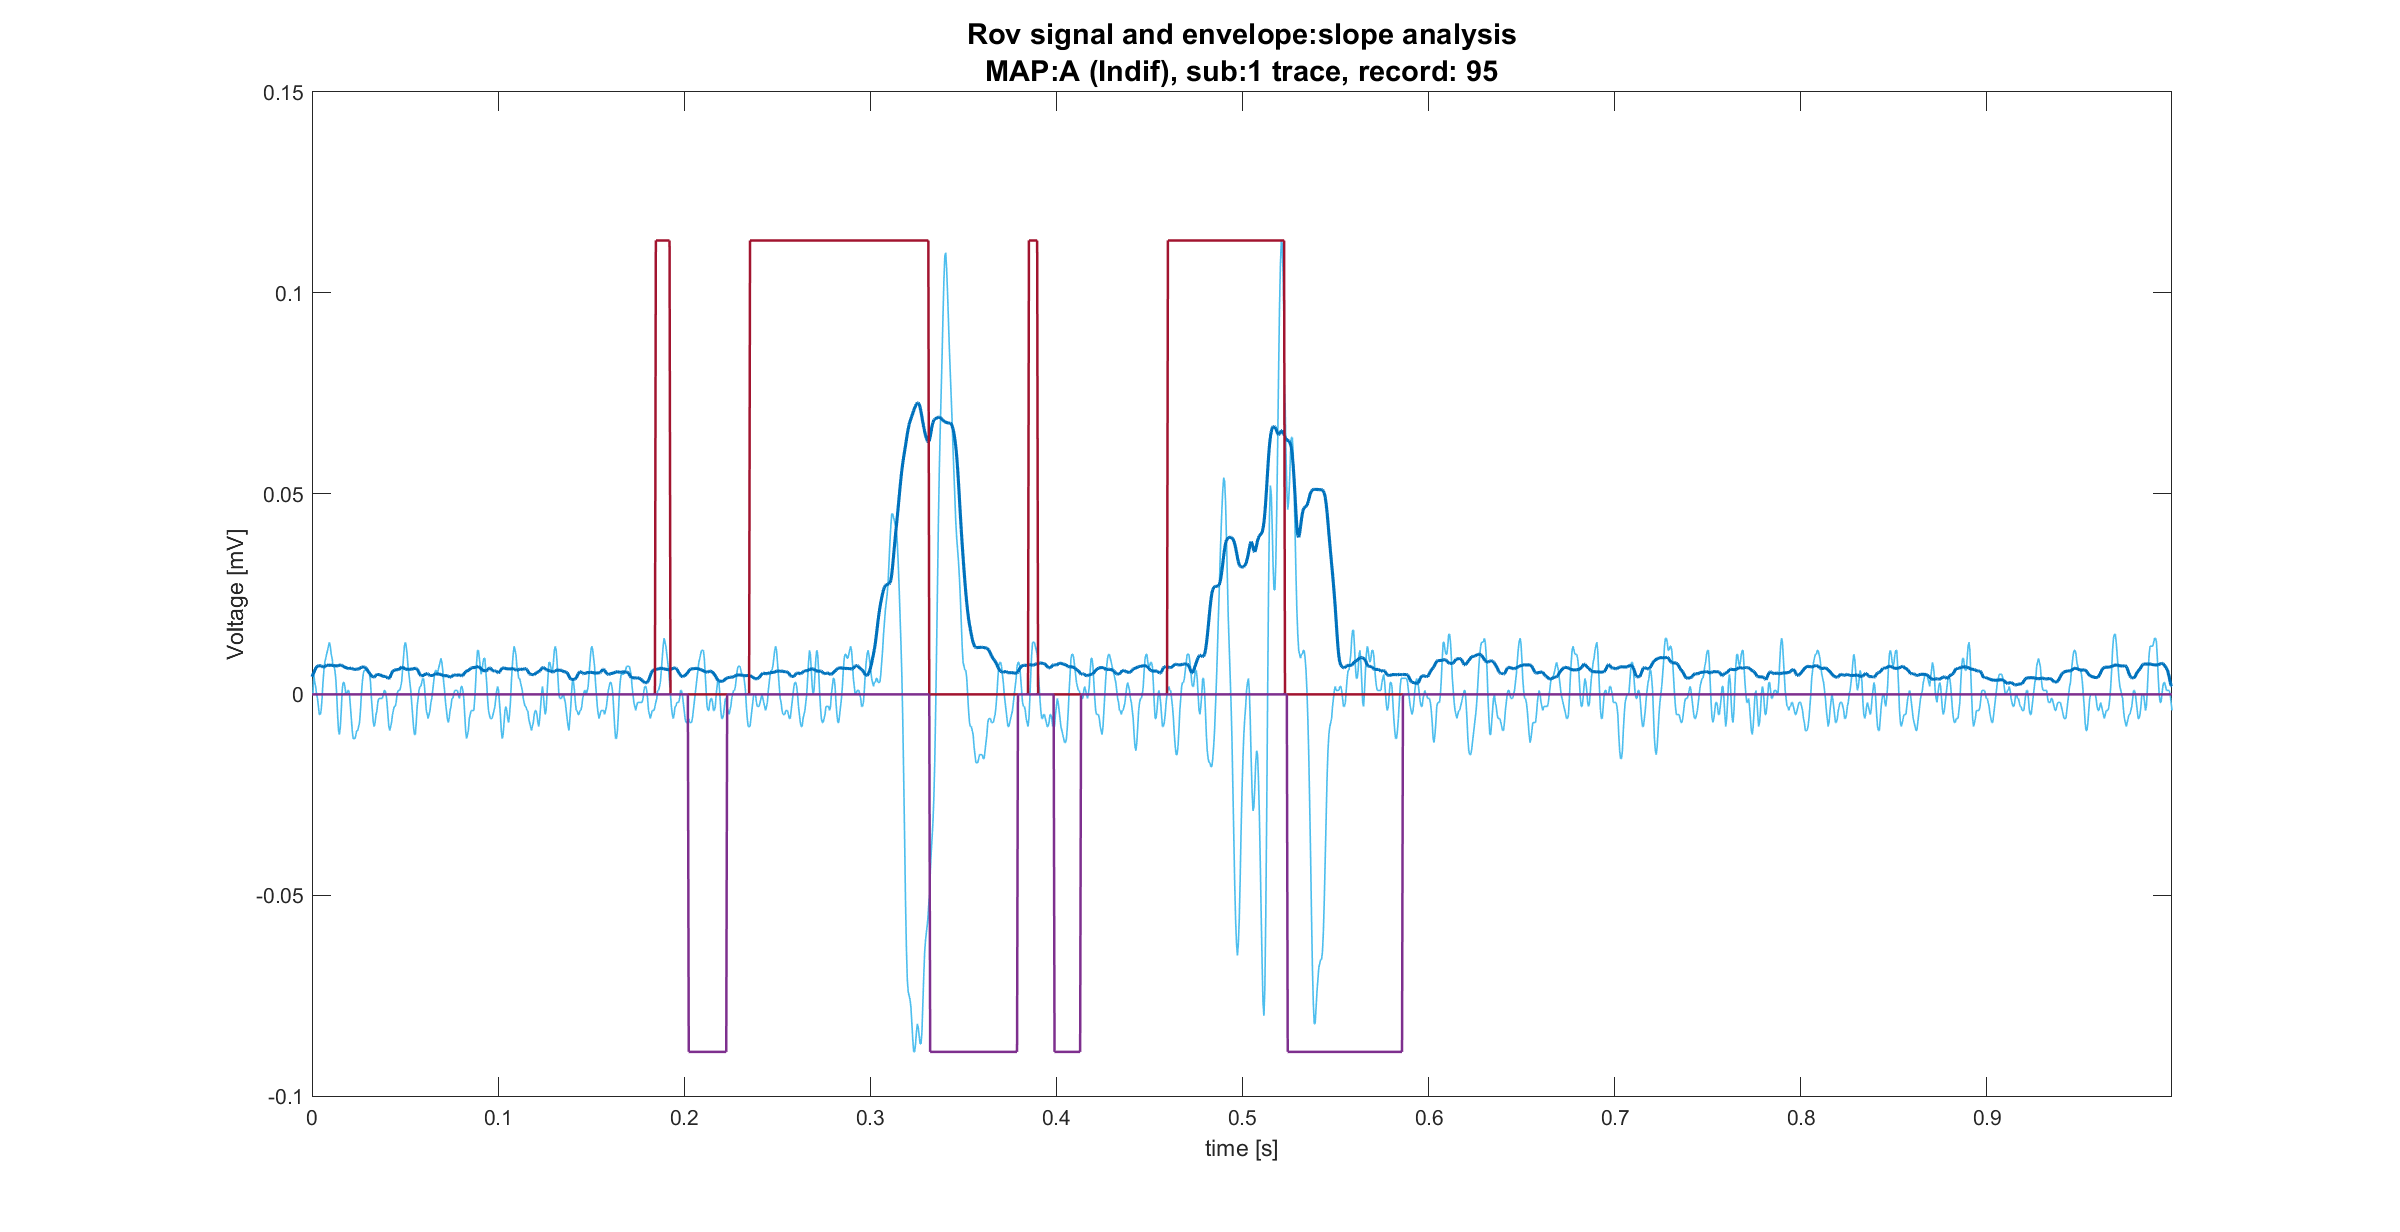 Rov signal and envelope:slope analysis
MAP:A (Indif), sub:1 trace, record: 95
0.15
0.1
0.05
0
-0.05
-0.1
Voltage [mV]
0 0.1 0.2 0.3 0.4 0.5 0.6 0.7 0.8 0.9
time [s]